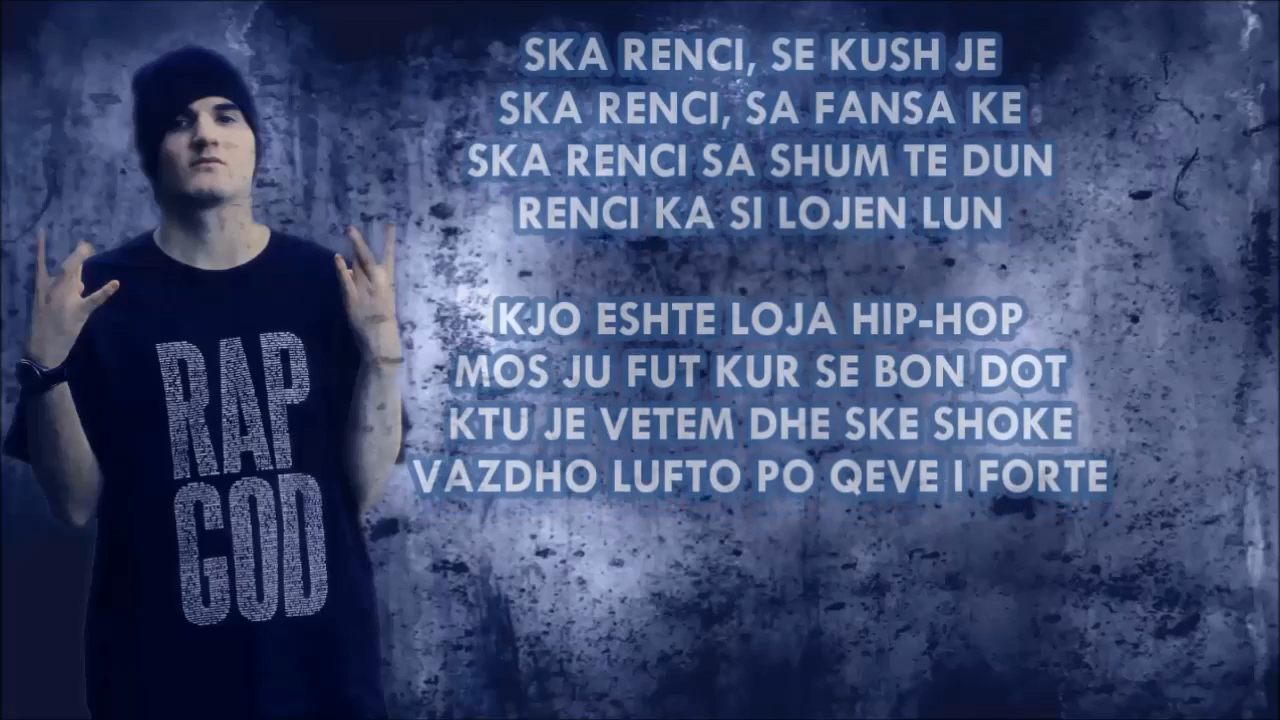 SKA RENCI, SE KUSH JE
SKA RENCI, SA FANSA KE
SKA RENCI SA SHUM TE DUN
RENCI KA SI LOJEN LUN
KJO ESHTE LOJA HIP-HOP
MOS JU FUT KUR SE BON DOT
KTU JE VETEM DHE SKE SHOKE
VAZDHO LUFTO PO QEVE I FORTE
RAP
GOD